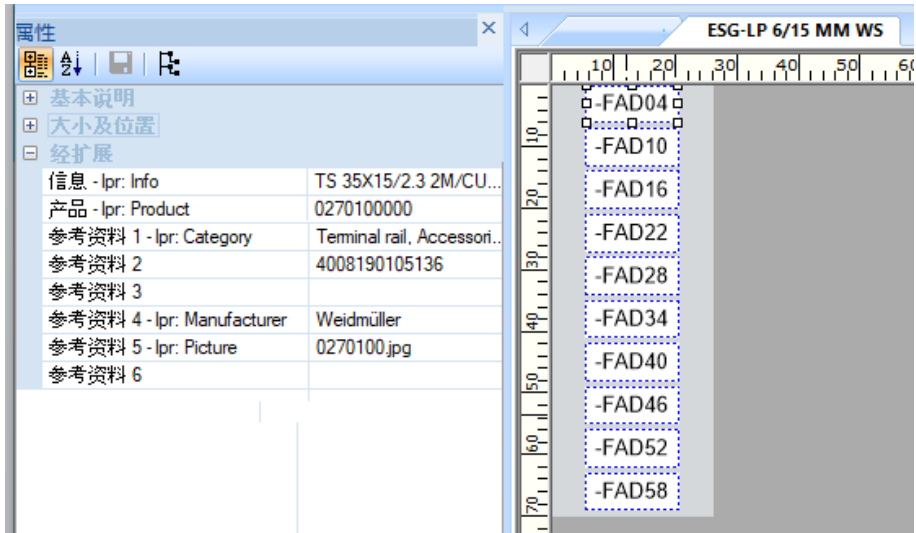 属性
基本说明
大小及位置
经扩展
信息 - lpr: Info TS 35X15/2.3 2M/CU...
产品 - lpr: Product 0270100000
参考资料 1 - lpr: Category Terminal rail, Accessori...
参考资料 2 4008190105136
参考资料 3
参考资料 4 - lpr: Manufacturer Weidmüller
参考资料 5 - lpr: Picture 0270100.jpg
参考资料 6
ESG-LP 6/15 MM WS
10 20 30 40 50 60
10
20
30
40
50
60
70
-FAD04
-FAD10
-FAD16
-FAD22
-FAD28
-FAD34
-FAD40
-FAD46
-FAD52
-FAD58